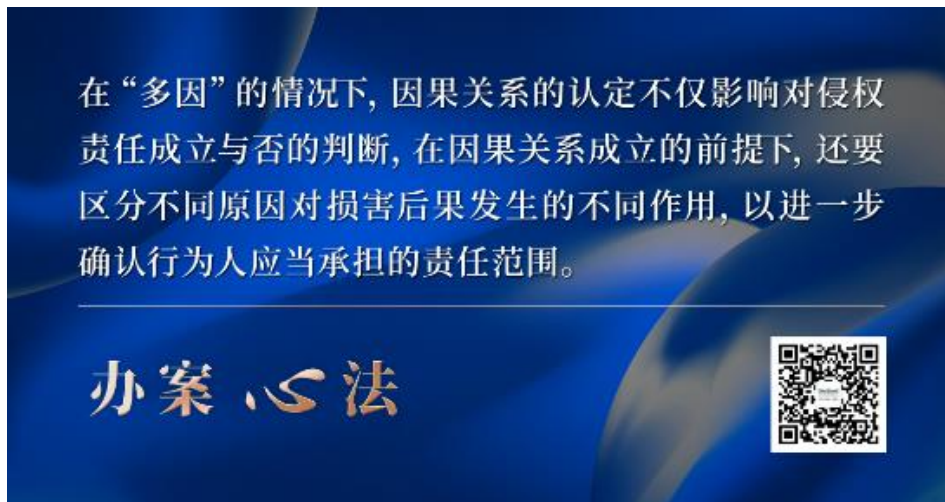 在“多因”的情况下, 因果关系的认定不仅影响对侵权
责任成立与否的判断, 在因果关系成立的前提下, 还要
区分不同原因对损害后果发生的不同作用, 以进一步
确认行为人应当承担的责任范围。
办案心法